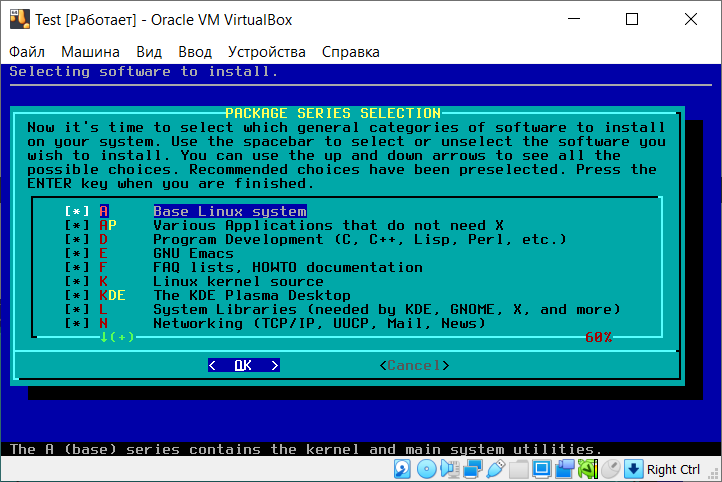 Test [Работает] - Oracle VM VirtualBox
Файл Машина Вид Ввод Устройства Справка
Selecting software to install.
PACKAGE SERIES SELECTION
Now it's time to select which general categories of software to install
on your system. Use the spacebar to select or unselect the software you
wish to install. You can use the up and down arrows to see all the
possible choices. Recommended choices have been preselected. Press the
ENTER key when you are finished.
[*] A Base Linux system
[*] AP Various Applications that do not need X
[*] D Program Development (C, C++, Lisp, Perl, etc.)
[*] E GNU Emacs
[*] F FAQ lists, HOWTO documentation
[*] K Linux kernel source
[*] KDE The KDE Plasma Desktop
[*] L System Libraries (needed by KDE, GNOME, X, and more)
[*] N Networking (TCP/IP, UUCP, Mail, News)
↓(+) 60%
< OK > <Cancel>
The A (base) series contains the kernel and main system utilities.
Right Ctrl